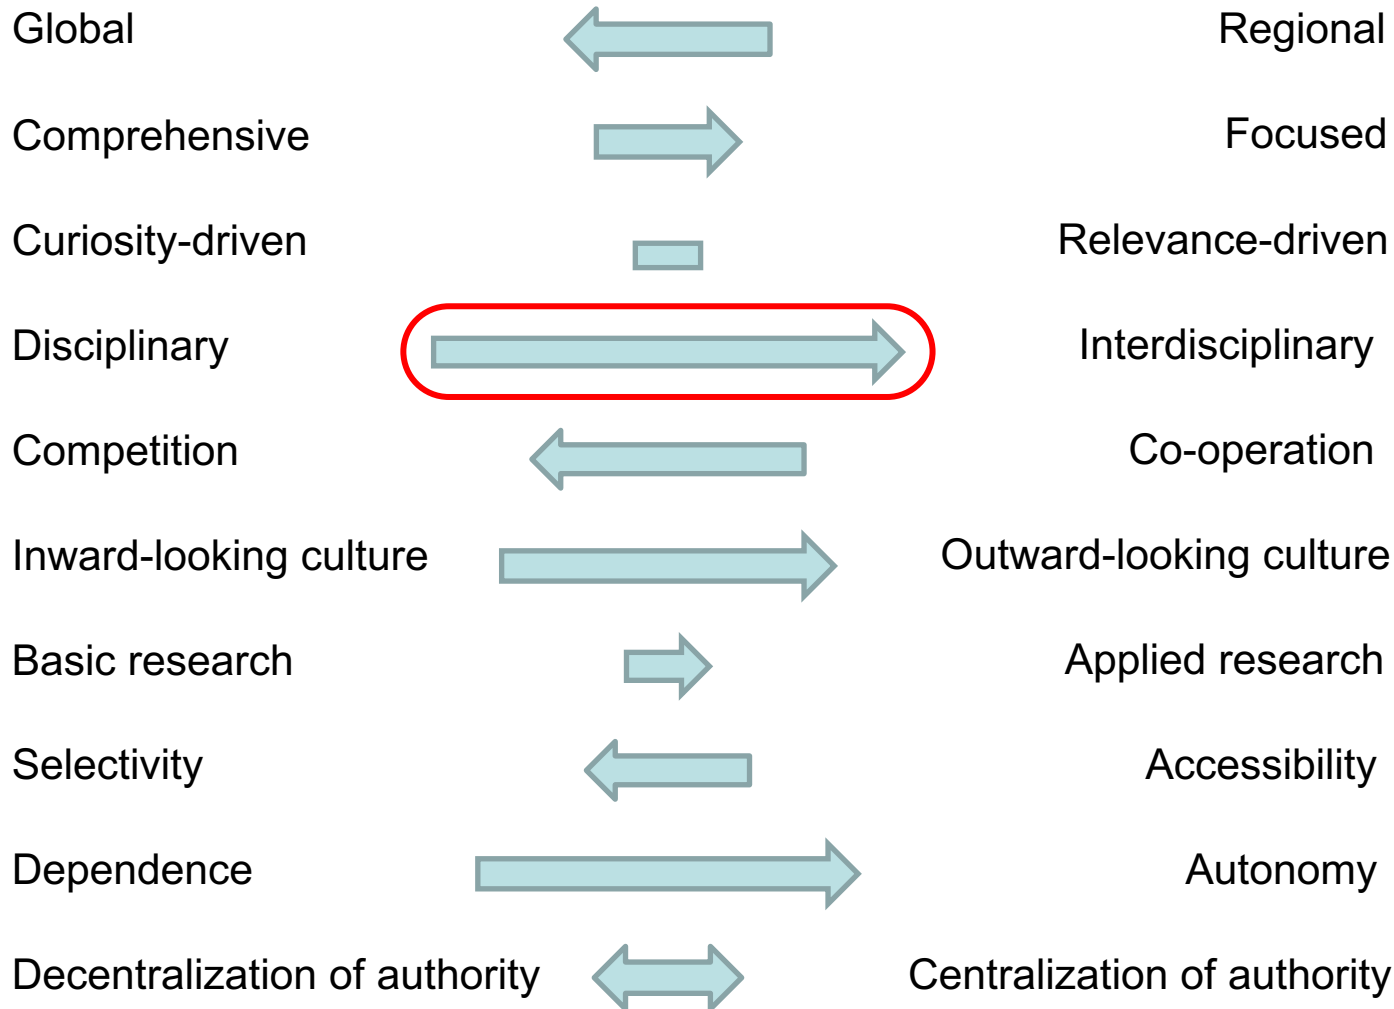 Global Regional
Comprehensive Focused
Curiosity-driven Relevance-driven
Disciplinary Interdisciplinary
Competition Co-operation
Inward-looking culture Outward-looking culture
Basic research Applied research
Selectivity Accessibility
Dependence Autonomy
Decentralization of authority Centralization of authority